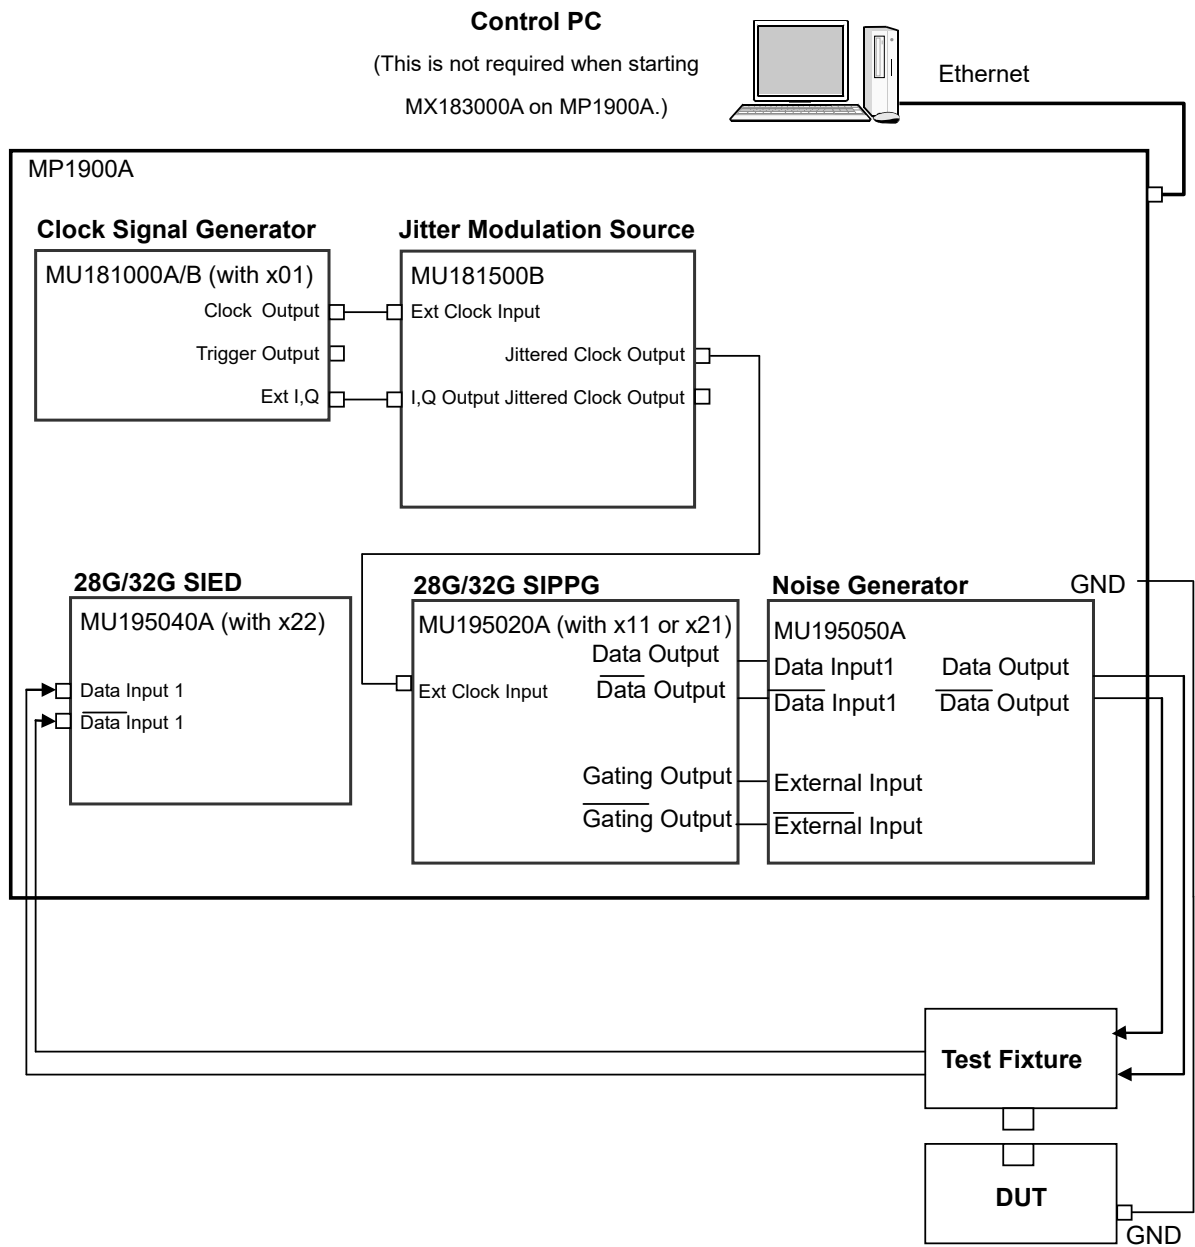 Control PC
(This is not required when starting
MX183000A on MP1900A.)
Ethernet
MP1900A
Clock Signal Generator
MU181000A/B (with x01)
Clock Output
Trigger Output
Ext I,Q
Jitter Modulation Source
MU181500B
Ext Clock Input
Jittered Clock Output
I,Q Output Jittered Clock Output
28G/32G SIED
MU195040A (with x22)
Data Input 1
Data Input 1
28G/32G SIPPG
MU195020A (with x11 or x21)
Data Output
Data Output
Ext Clock Input
Gating Output
Gating Output
Noise Generator
MU195050A
Data Input1 Data Output
Data Input1 Data Output
External Input
External Input
GND
Test Fixture
DUT
GND